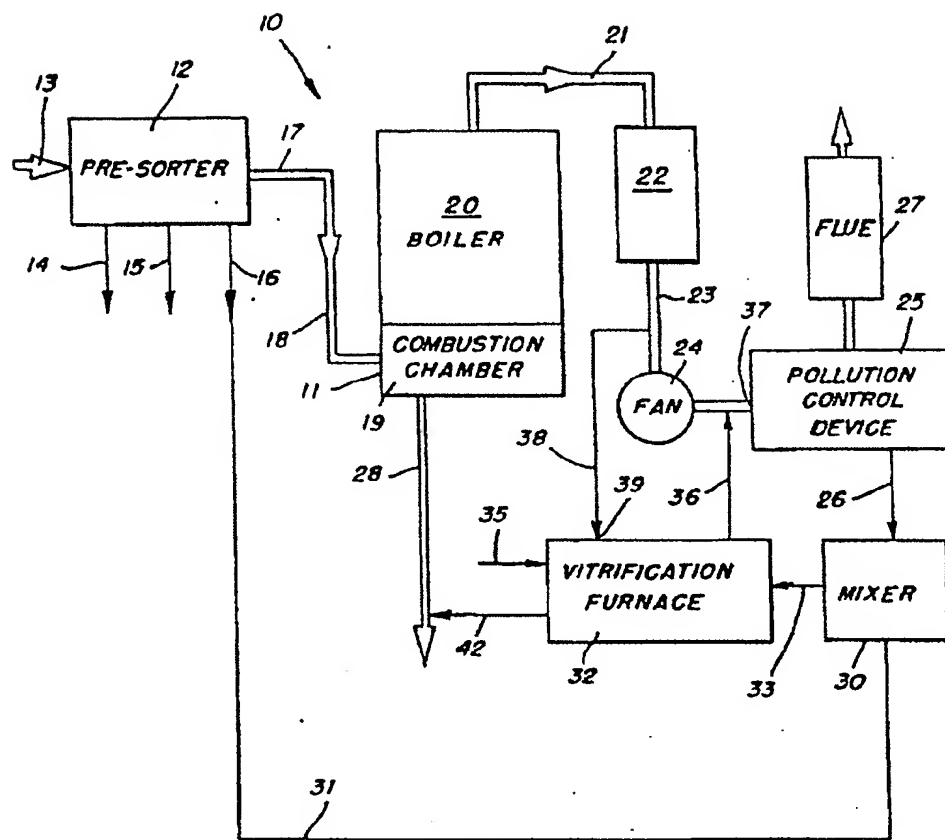 10
21
13
12
17
PRE-SORTER
22
20
BOILER
FLUE
27
14
15
16
23
25
18
COMBUSTION
CHAMBER
24
37
POLLUTION
CONTROL
DEVICE
11
19
FAN
38
28
39
36
26
35
VITRIFICATION
FURNACE
MIXER
42
32
33
30
31